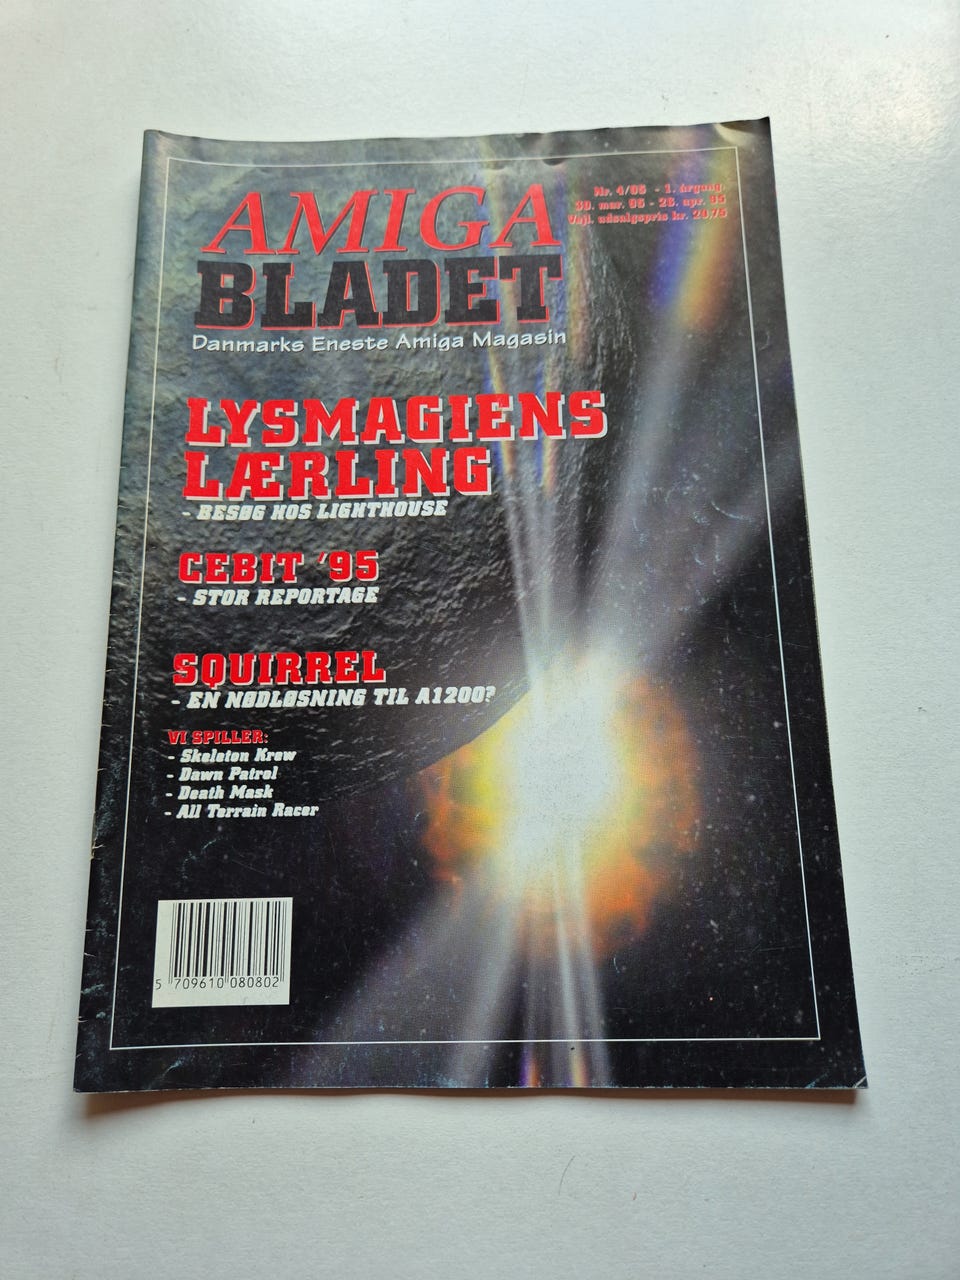 AMIGA
BLADET
Danmarks Eneste Amiga Magasin
Nr. 4/95 - 1. årgang.
30. mar. 95 - 26. apr. 95
Vejl. udsalgspris kr. 29,75
LYSMAGIENS
LÆRLING
- BESØG HOS LIGHTHOUSE
CEBIT '95
- STOR REPORTAGE
SQUIRREL
- EN NØDLØSNING TIL A1200?
VI SPILLER:
- Skeleton Krew
- Dawn Patrol
- Death Mask
- All Terrain Racer
5 709610 080802